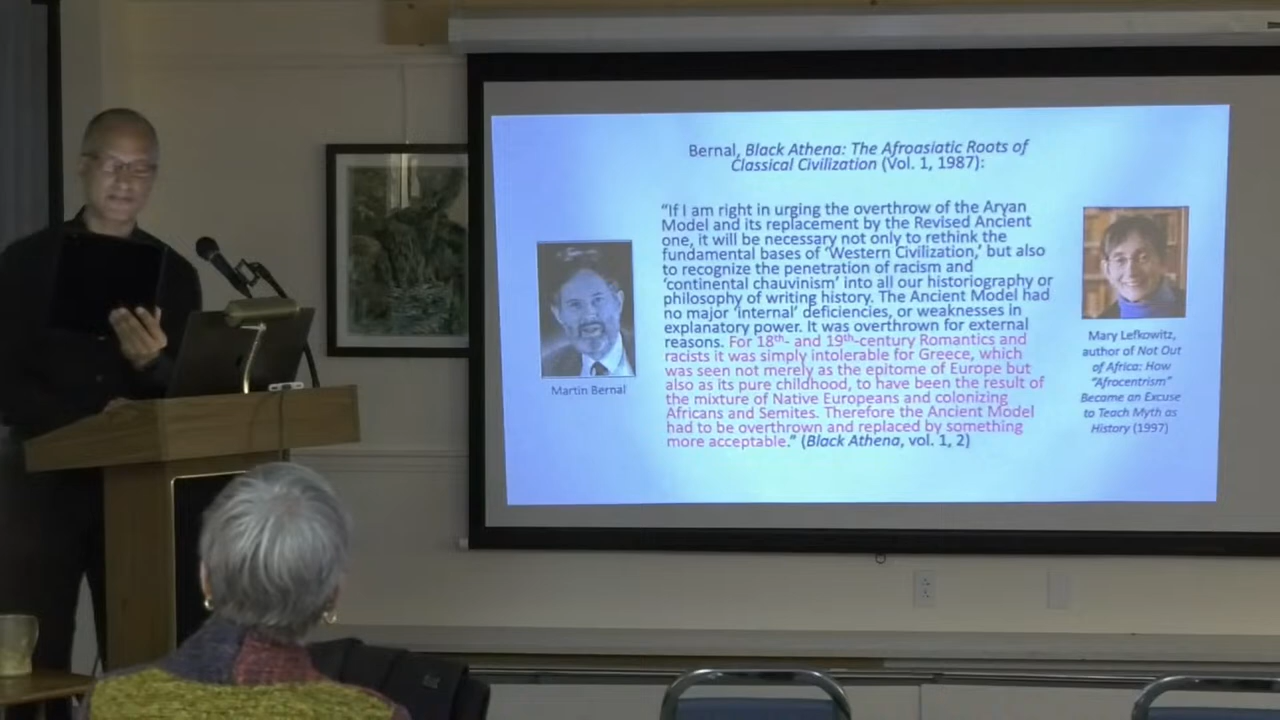 Bernal, Black Athena: The Afroasiatic Roots of
Classical Civilization (Vol. 1, 1987):
“If I am right in urging the overthrow of the Aryan
Model and its replacement by the Revised Ancient
one, it will be necessary not only to rethink the
fundamental bases of ‘Western Civilization,’ but also
to recognize the penetration of racism and
‘continental chauvinism’ into all our historiography or
philosophy of writing history. The Ancient Model had
no major ‘internal’ deficiencies, or weaknesses in
explanatory power. It was overthrown for external
reasons. For 18th- and 19th-century Romantics and
racists it was simply intolerable for Greece, which
was seen not merely as the epitome of Europe but
also as its pure childhood, to have been the result of
the mixture of Native Europeans and colonizing
Africans and Semites. Therefore the Ancient Model
had to be overthrown and replaced by something
more acceptable.” (Black Athena, vol. 1, 2)
Martin Bernal
Mary Lefkowitz,
author of Not Out
of Africa: How
“Afrocentrism”
Became an Excuse
to Teach Myth as
History (1997)